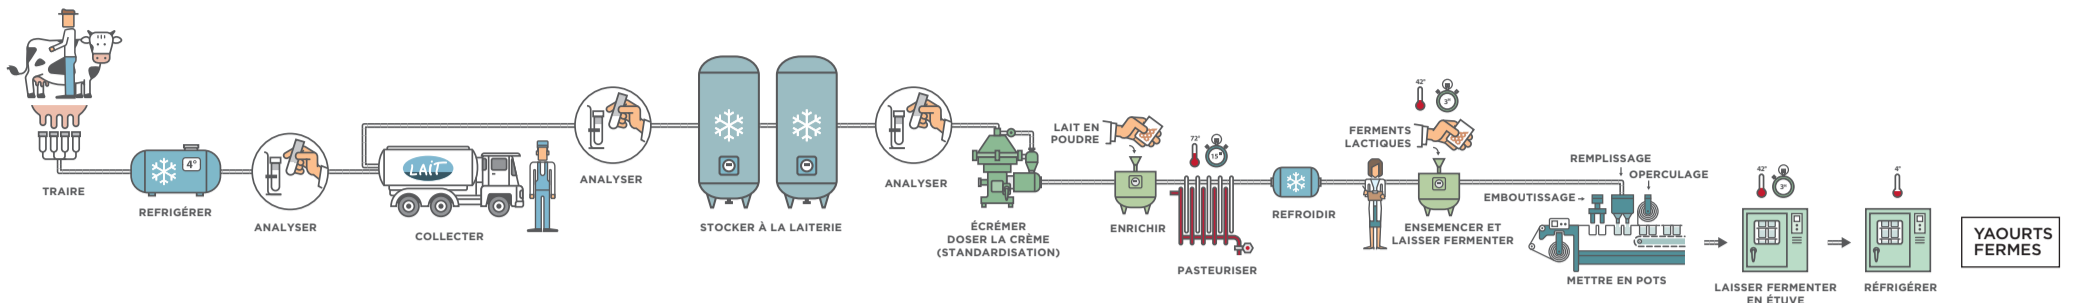 TRAIRE
4°
REFRIGÉRER
ANALYSER
LAIT
COLLECTER
ANALYSER
STOCKER À LA LAITERIE
ANALYSER
ÉCRÉMER
DOSER LA CRÈME
(STANDARDISATION)
LAIT EN
POUDRE
ENRICHIR
72°
15"
PASTEURISER
REFROIDIR
FERMENTS
LACTIQUES
42°
3H
ENSEMENCER ET
LAISSER FERMENTER
EMBOUTISSAGE
REMPLISSAGE
OPERCULAGE
METTRE EN POTS
42°
3H
LAISSER FERMENTER
EN ÉTUVE
4°
RÉFRIGÉRER
YAOURTS
FERMES